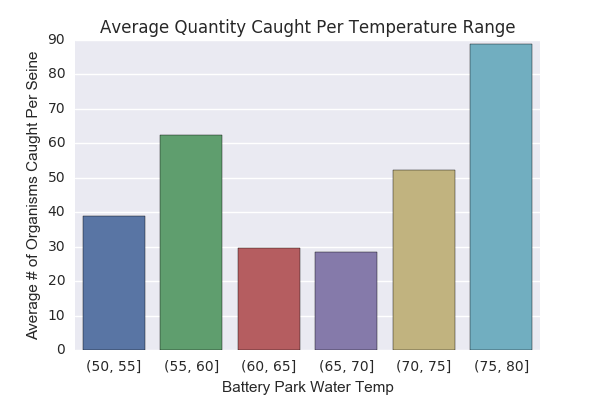 Average Quantity Caught Per Temperature Range
Average # of Organisms Caught Per Seine
90
80
70
60
50
40
30
20
10
0
(50, 55] (55, 60] (60, 65] (65, 70] (70, 75] (75, 80]
Battery Park Water Temp